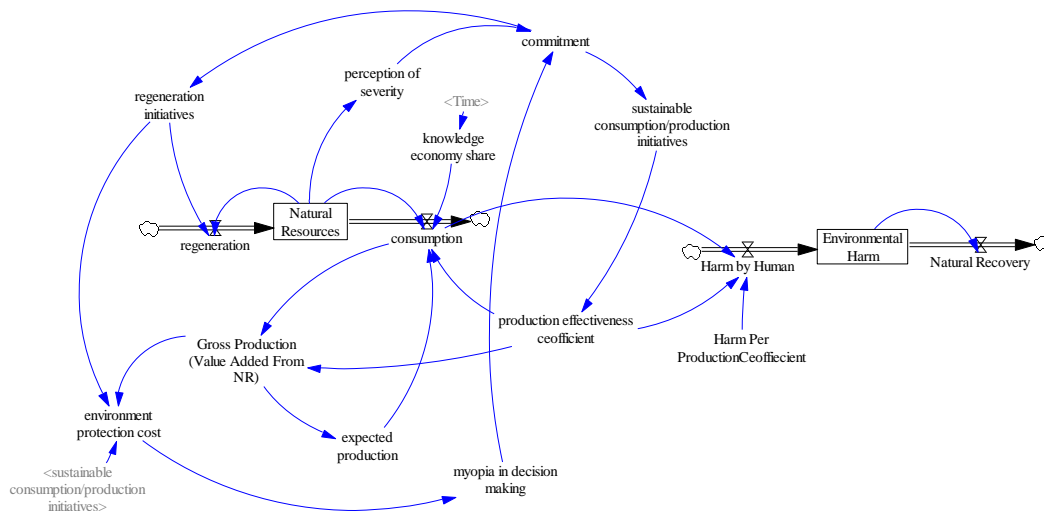 commitment
perception of
severity
regeneration
initiatives
<Time>
sustainable
consumption/production
initiatives
knowledge
economy share
Natural
Resources
regeneration
consumption
Environmental
Harm
Harm by Human
Natural Recovery
production effectiveness
ceofficient
Harm Per
ProductionCeoffiecient
Gross Production
(Value Added From
NR)
environment
protection cost
expected
production
<sustainable
consumption/production
initiatives>
myopia in decision
making